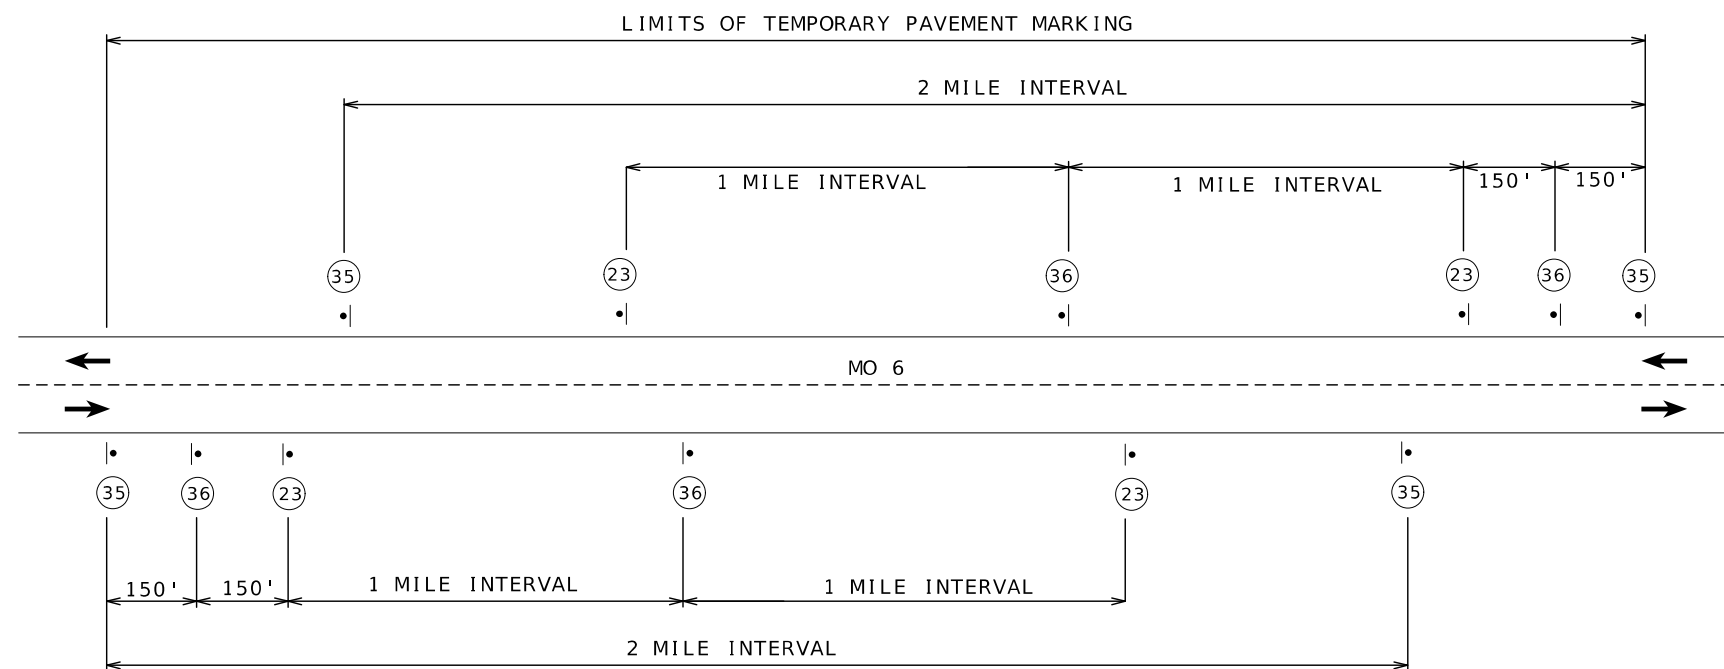 LIMITS OF TEMPORARY PAVEMENT MARKING
2 MILE INTERVAL
1 MILE INTERVAL
1 MILE INTERVAL
150'
150'
35
23
36
23
36
35
MO 6
35
36
23
36
23
35
150'
150'
1 MILE INTERVAL
1 MILE INTERVAL
2 MILE INTERVAL